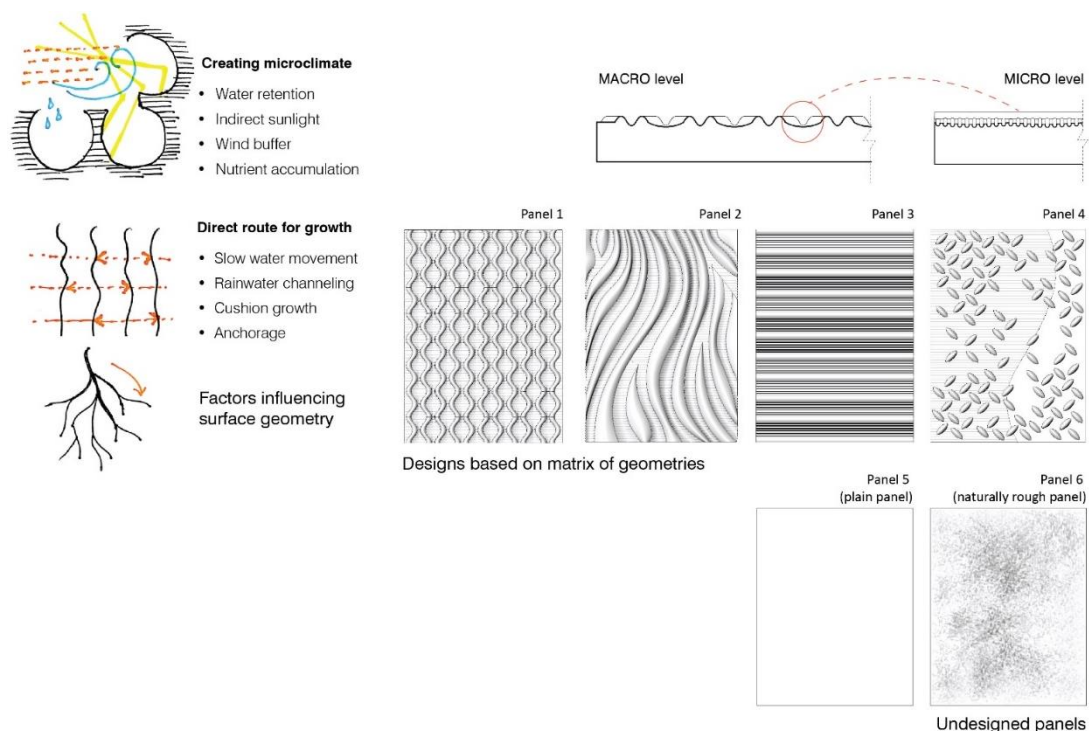 Creating microclimate
• Water retention
• Indirect sunlight
• Wind buffer
• Nutrient accumulation
MACRO level
MICRO level
Direct route for growth
• Slow water movement
• Rainwater channeling
• Cushion growth
• Anchorage
Factors influencing
surface geometry
Panel 1
Panel 2
Panel 3
Panel 4
Designs based on matrix of geometries
Panel 5
(plain panel)
Panel 6
(naturally rough panel)
Undesigned panels